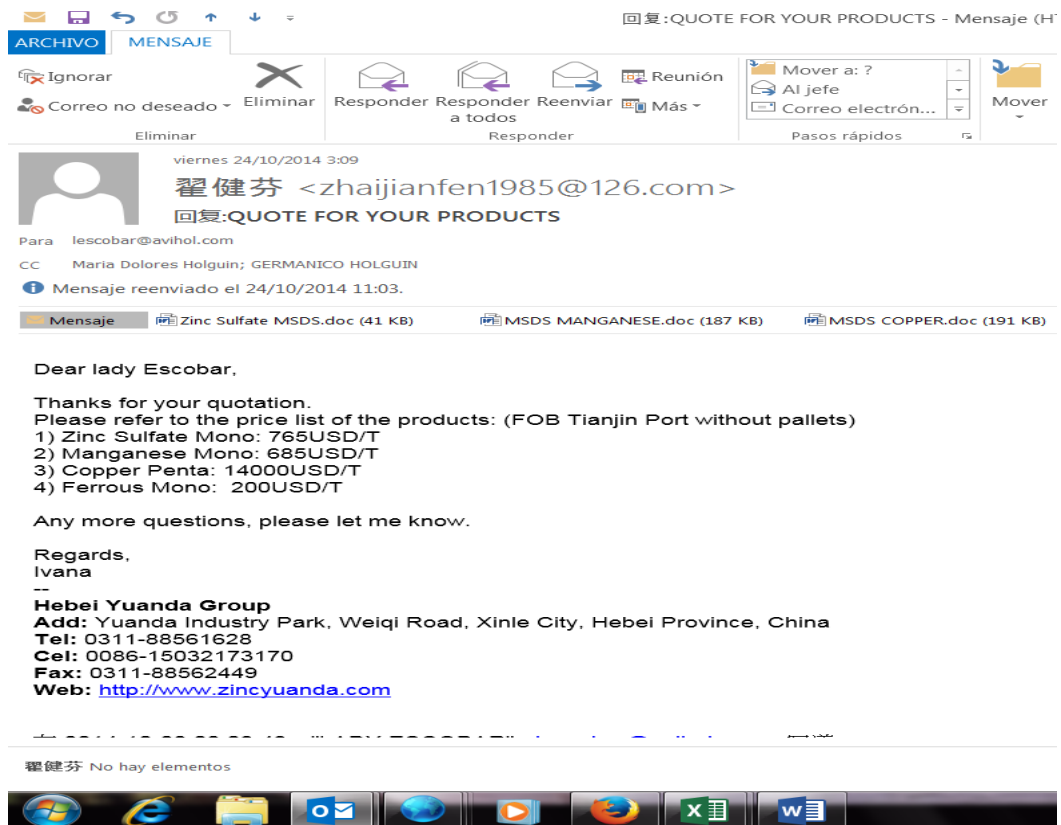 回复:QUOTE FOR YOUR PRODUCTS - Mensaje (HT
ARCHIVO MENSAJE
Ignorar
Correo no deseado
Eliminar
Responder Responder a todos Reenviar
Reunión
Más
Mover a: ?
Al jefe
Correo electrón...
Mover
Eliminar Responder Pasos rápidos
viernes 24/10/2014 3:09
翟健芬 <zhaijianfen1985@126.com>
回复:QUOTE FOR YOUR PRODUCTS
Para lescobar@avihol.com
CC Maria Dolores Holguin; GERMANICO HOLGUIN
Mensaje reenviado el 24/10/2014 11:03.
Mensaje Zinc Sulfate MSDS.doc (41 KB) MSDS MANGANESE.doc (187 KB) MSDS COPPER.doc (191 KB)
Dear lady Escobar,
Thanks for your quotation.
Please refer to the price list of the products: (FOB Tianjin Port without pallets)
1) Zinc Sulfate Mono: 765USD/T
2) Manganese Mono: 685USD/T
3) Copper Penta: 14000USD/T
4) Ferrous Mono: 200USD/T
Any more questions, please let me know.
Regards,
Ivana
--
Hebei Yuanda Group
Add: Yuanda Industry Park, Weiqi Road, Xinle City, Hebei Province, China
Tel: 0311-88561628
Cel: 0086-15032173170
Fax: 0311-88562449
Web: http://www.zincyuanda.com
翟健芬 No hay elementos